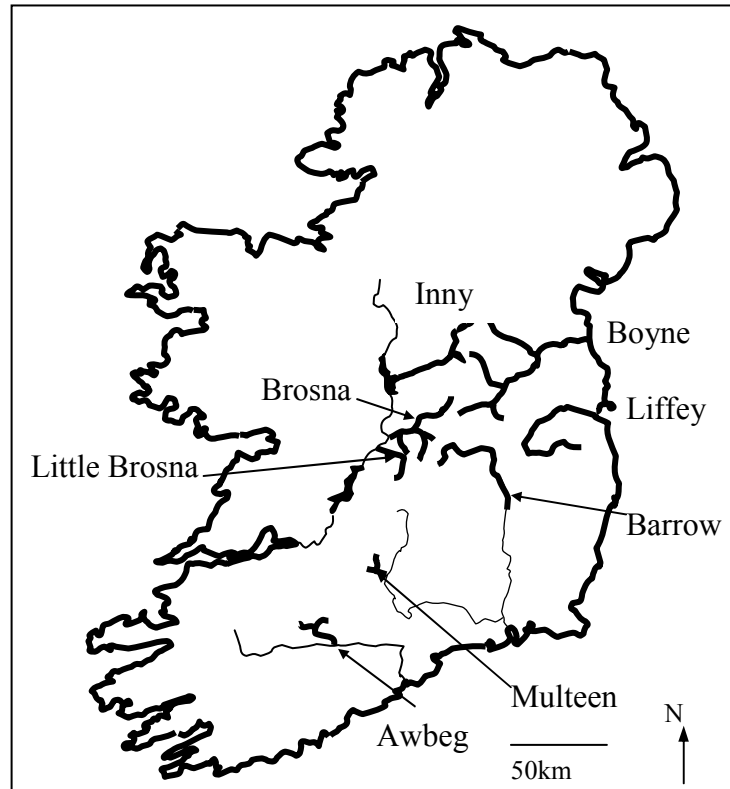 Inny
Boyne
Brosna
Liffey
Little Brosna
Barrow
Multeen
Awbeg
N
50km